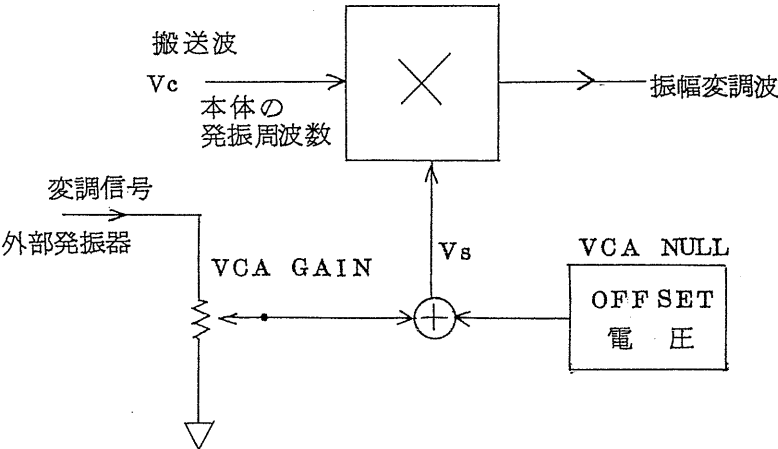 搬送波
Vc
本体の
発振周波数
振幅変調波
変調信号
外部発振器
VCA GAIN
Vs
VCA NULL
OFFSET
電 圧